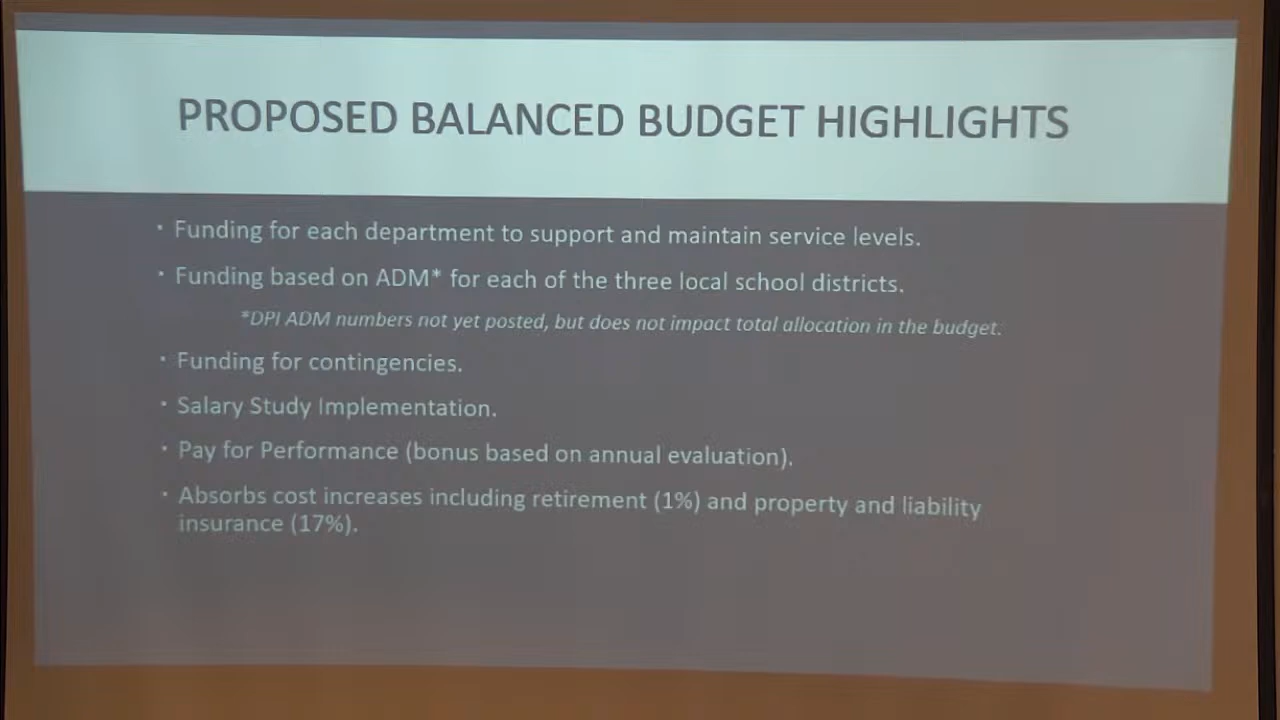 PROPOSED BALANCED BUDGET HIGHLIGHTS
· Funding for each department to support and maintain service levels.
· Funding based on ADM* for each of the three local school districts.
*DPI ADM numbers not yet posted, but does not impact total allocation in the budget.
· Funding for contingencies.
· Salary Study Implementation.
· Pay for Performance (bonus based on annual evaluation).
· Absorbs cost increases including retirement (1%) and property and liability
insurance (17%).